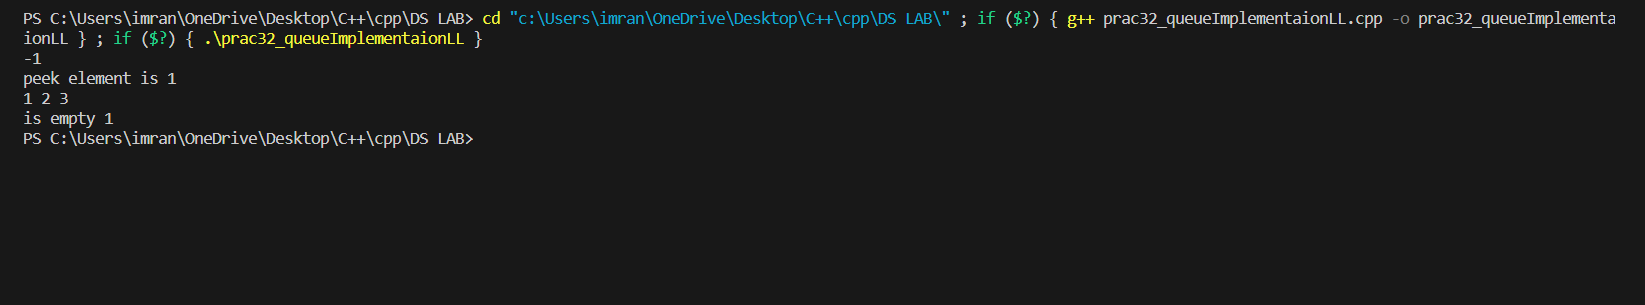 PS C:\Users\imran\OneDrive\Desktop\C++\cpp\DS LAB> cd "c:\Users\imran\OneDrive\Desktop\C++\cpp\DS LAB\" ; if ($?) { g++ prac32_queueImplementaionLL.cpp -o prac32_queueImplementa
ionLL } ; if ($?) { .\prac32_queueImplementaionLL }
-1
peek element is 1
1 2 3
is empty 1
PS C:\Users\imran\OneDrive\Desktop\C++\cpp\DS LAB>